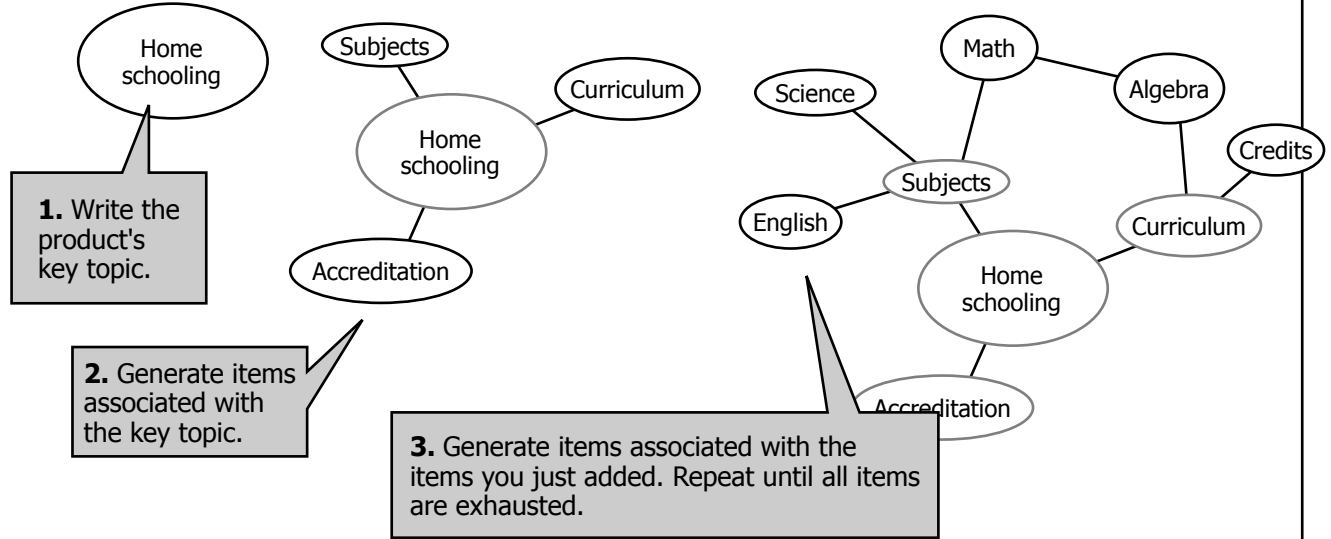 Home
schooling
1. Write the
product's
key topic.
Subjects
Curriculum
Home
schooling
Accreditation
2. Generate items
associated with
the key topic.
Math
Algebra
Science
Credits
Subjects
English
Curriculum
Home
schooling
Accreditation
3. Generate items associated with the
items you just added. Repeat until all items
are exhausted.